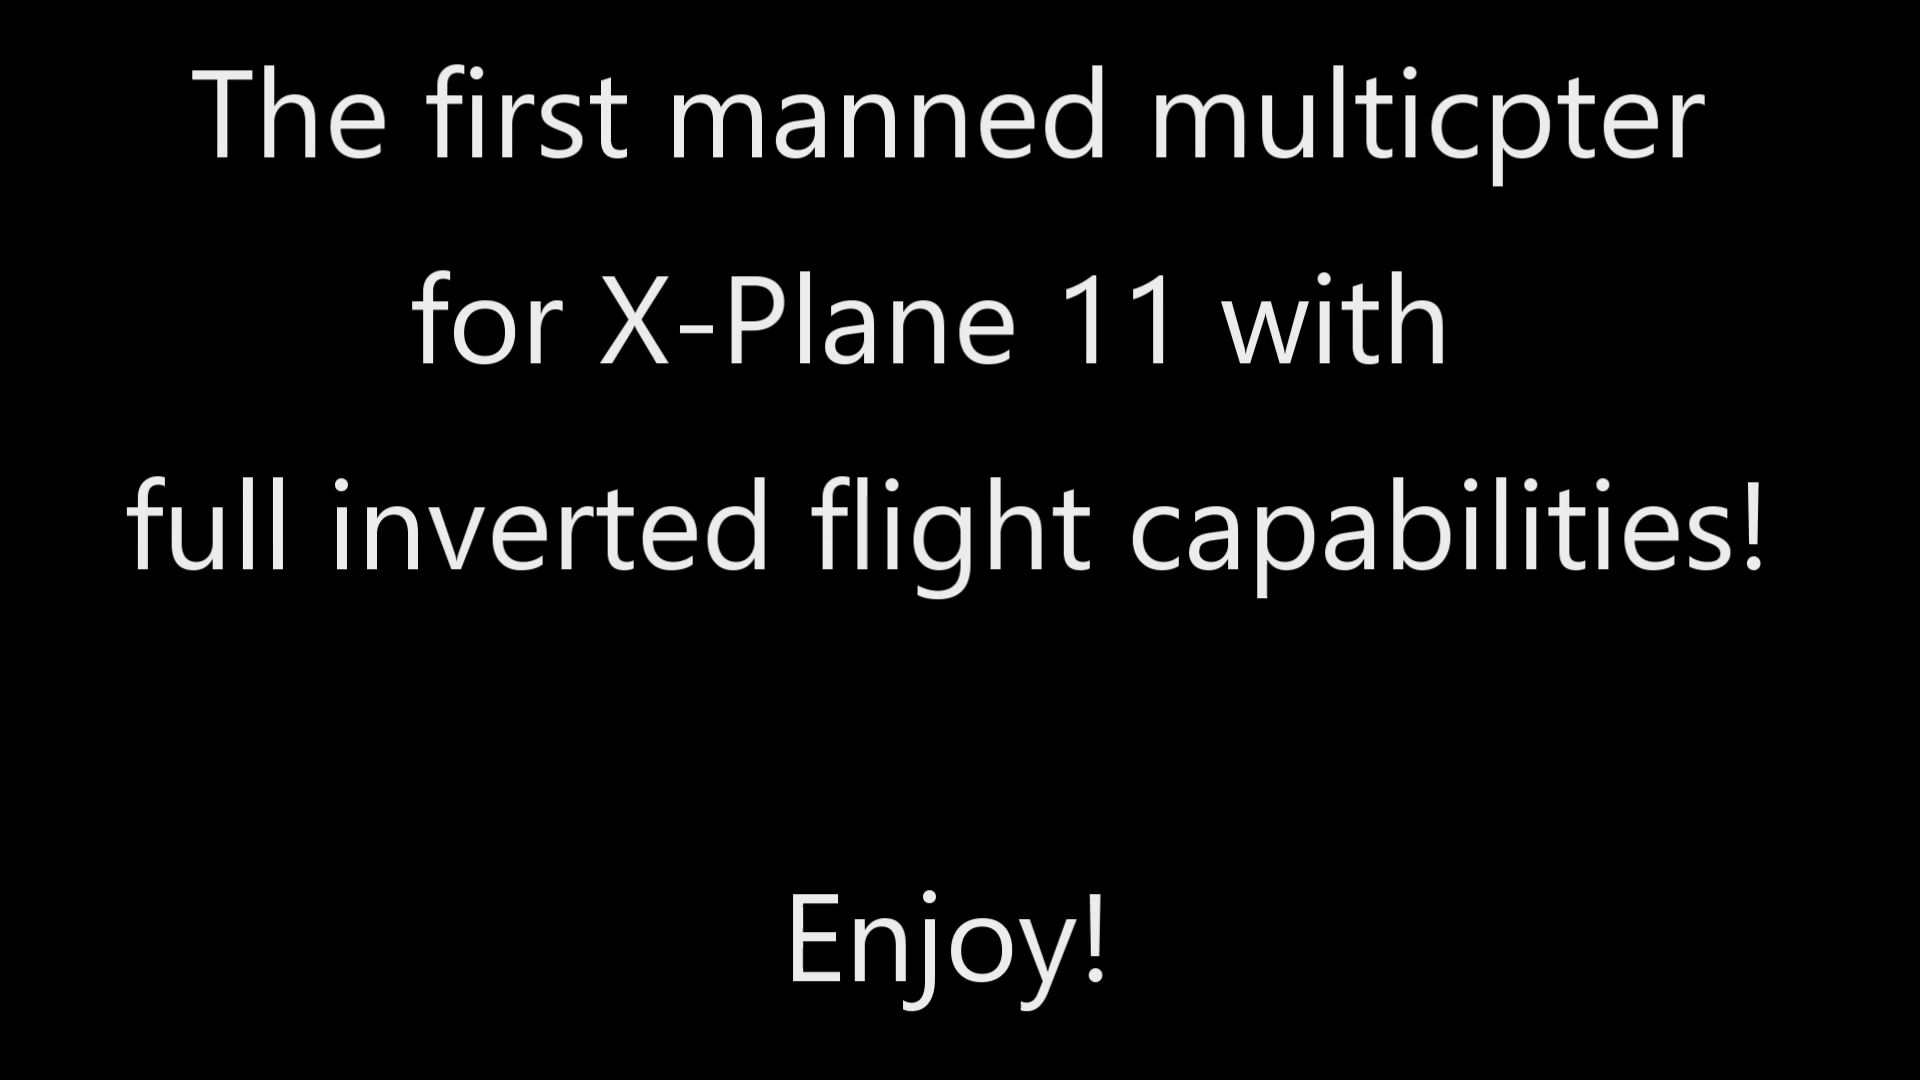 The first manned multicpter
for X-Plane 11 with
full inverted flight capabilities!
Enjoy!